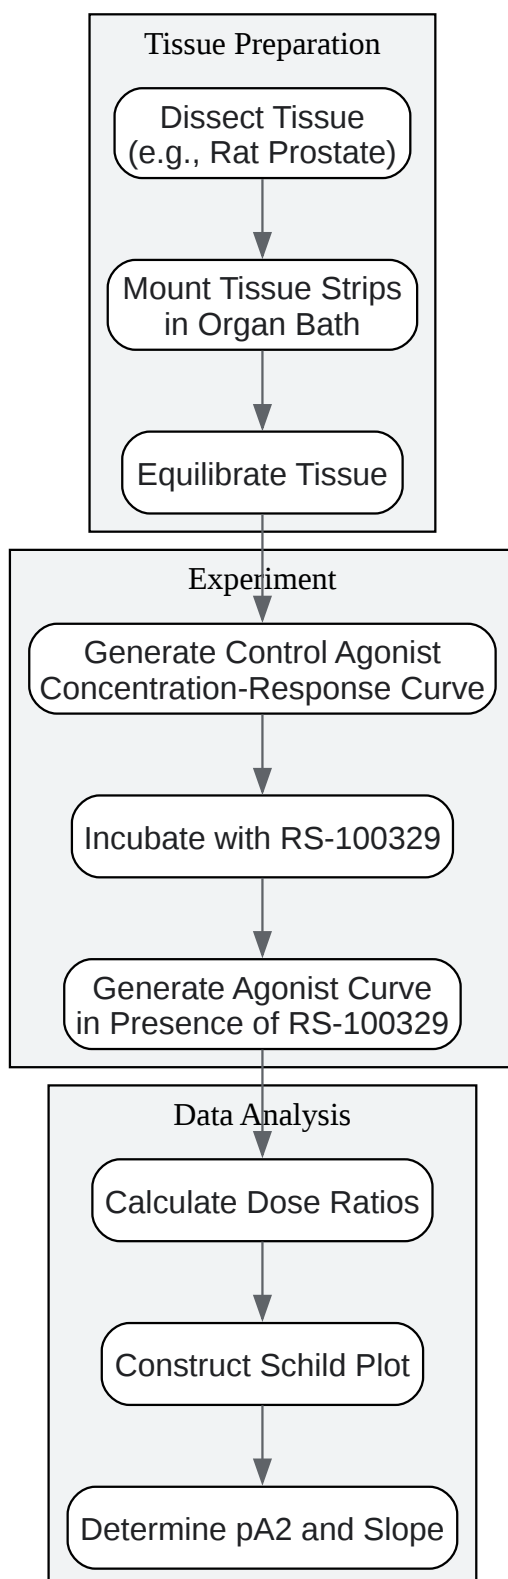 Tissue Preparation
Dissect Tissue
(e.g., Rat Prostate)
Mount Tissue Strips
in Organ Bath
Equilibrate Tissue
Experiment
Generate Control Agonist
Concentration-Response Curve
Incubate with RS-100329
Generate Agonist Curve
in Presence of RS-100329
Data Analysis
Calculate Dose Ratios
Construct Schild Plot
Determine pA2 and Slope